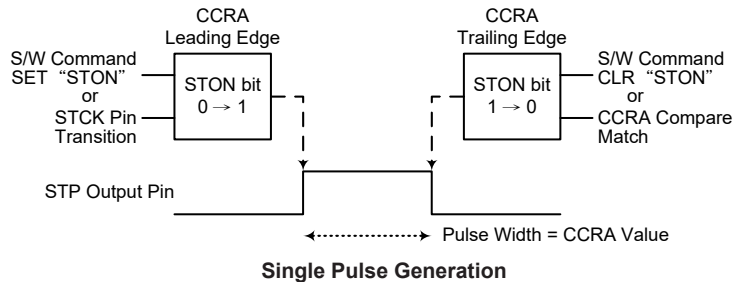 CCRA
Leading Edge
CCRA
Trailing Edge
S/W Command
SET “STON”
or
STCK Pin
Transition
STON bit
0 → 1
STON bit
1 → 0
S/W Command
CLR “STON”
or
CCRA Compare
Match
STP Output Pin
Pulse Width = CCRA Value
Single Pulse Generation